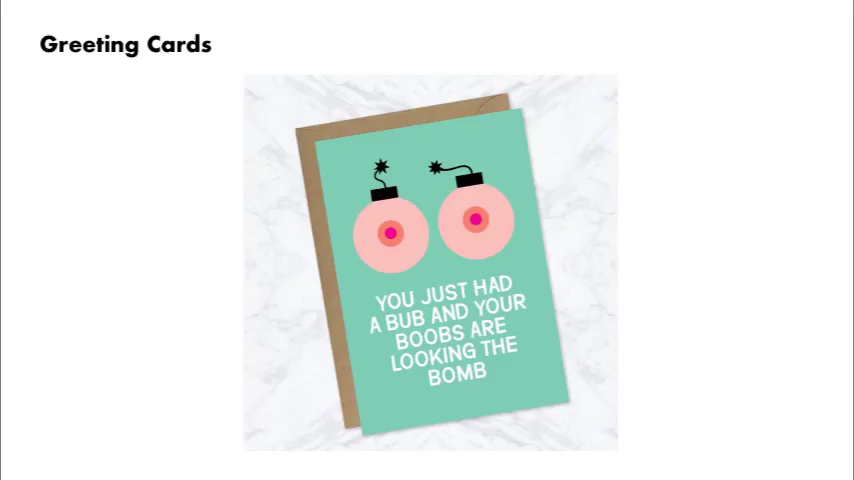 Greeting Cards
YOU JUST HAD
A BUB AND YOUR
BOOBS ARE
LOOKING THE
BOMB